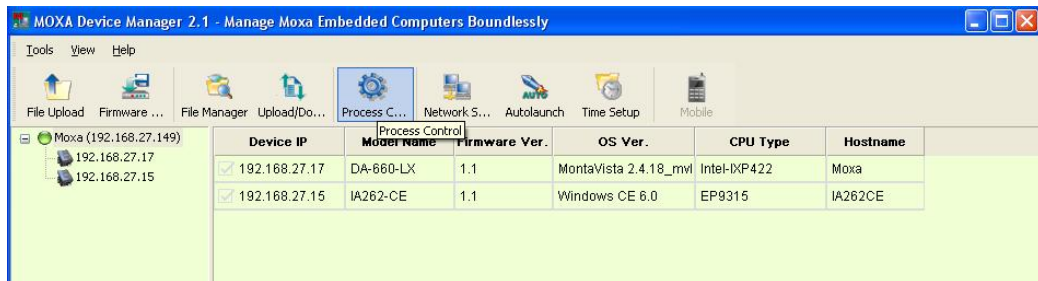 MOXA Device Manager 2.1 - Manage Moxa Embedded Computers Boundlessly
Tools View Help
File Upload Firmware ... File Manager Upload/Do... Process C... Network S... Autolaunch Time Setup Mobile
Process Control
Moxa (192.168.27.149)
192.168.27.17
192.168.27.15
Device IP Model Name Firmware Ver. OS Ver. CPU Type Hostname
192.168.27.17 DA-660-LX 1.1 MontaVista 2.4.18_mvl Intel-IXP422 Moxa
192.168.27.15 IA262-CE 1.1 Windows CE 6.0 EP9315 IA262CE